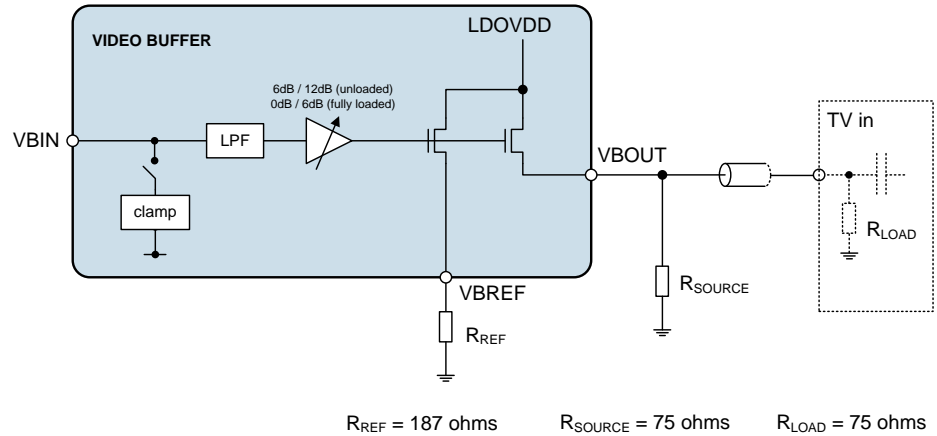 LDOVDD
VIDEO BUFFER
6dB / 12dB (unloaded)
0dB / 6dB (fully loaded)
VBIN
LPF
clamp
VBOUT
TV in
RLOAD
RSOURCE
VBREF
RREF
RREF = 187 ohms
RSOURCE = 75 ohms
RLOAD = 75 ohms